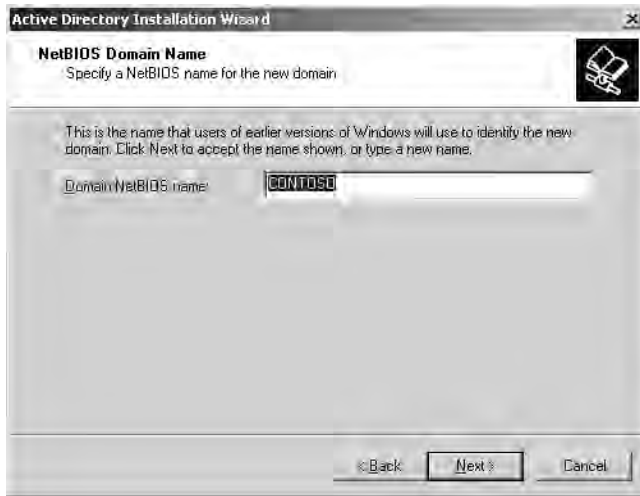 Active Directory Installation Wizard
NetBIOS Domain Name
Specify a NetBIOS name for the new domain
This is the name that users of earlier versions of Windows will use to identify the new
domain. Click Next to accept the name shown, or type a new name.
Domain NetBIOS name: CONTOSO
< Back Next > Cancel